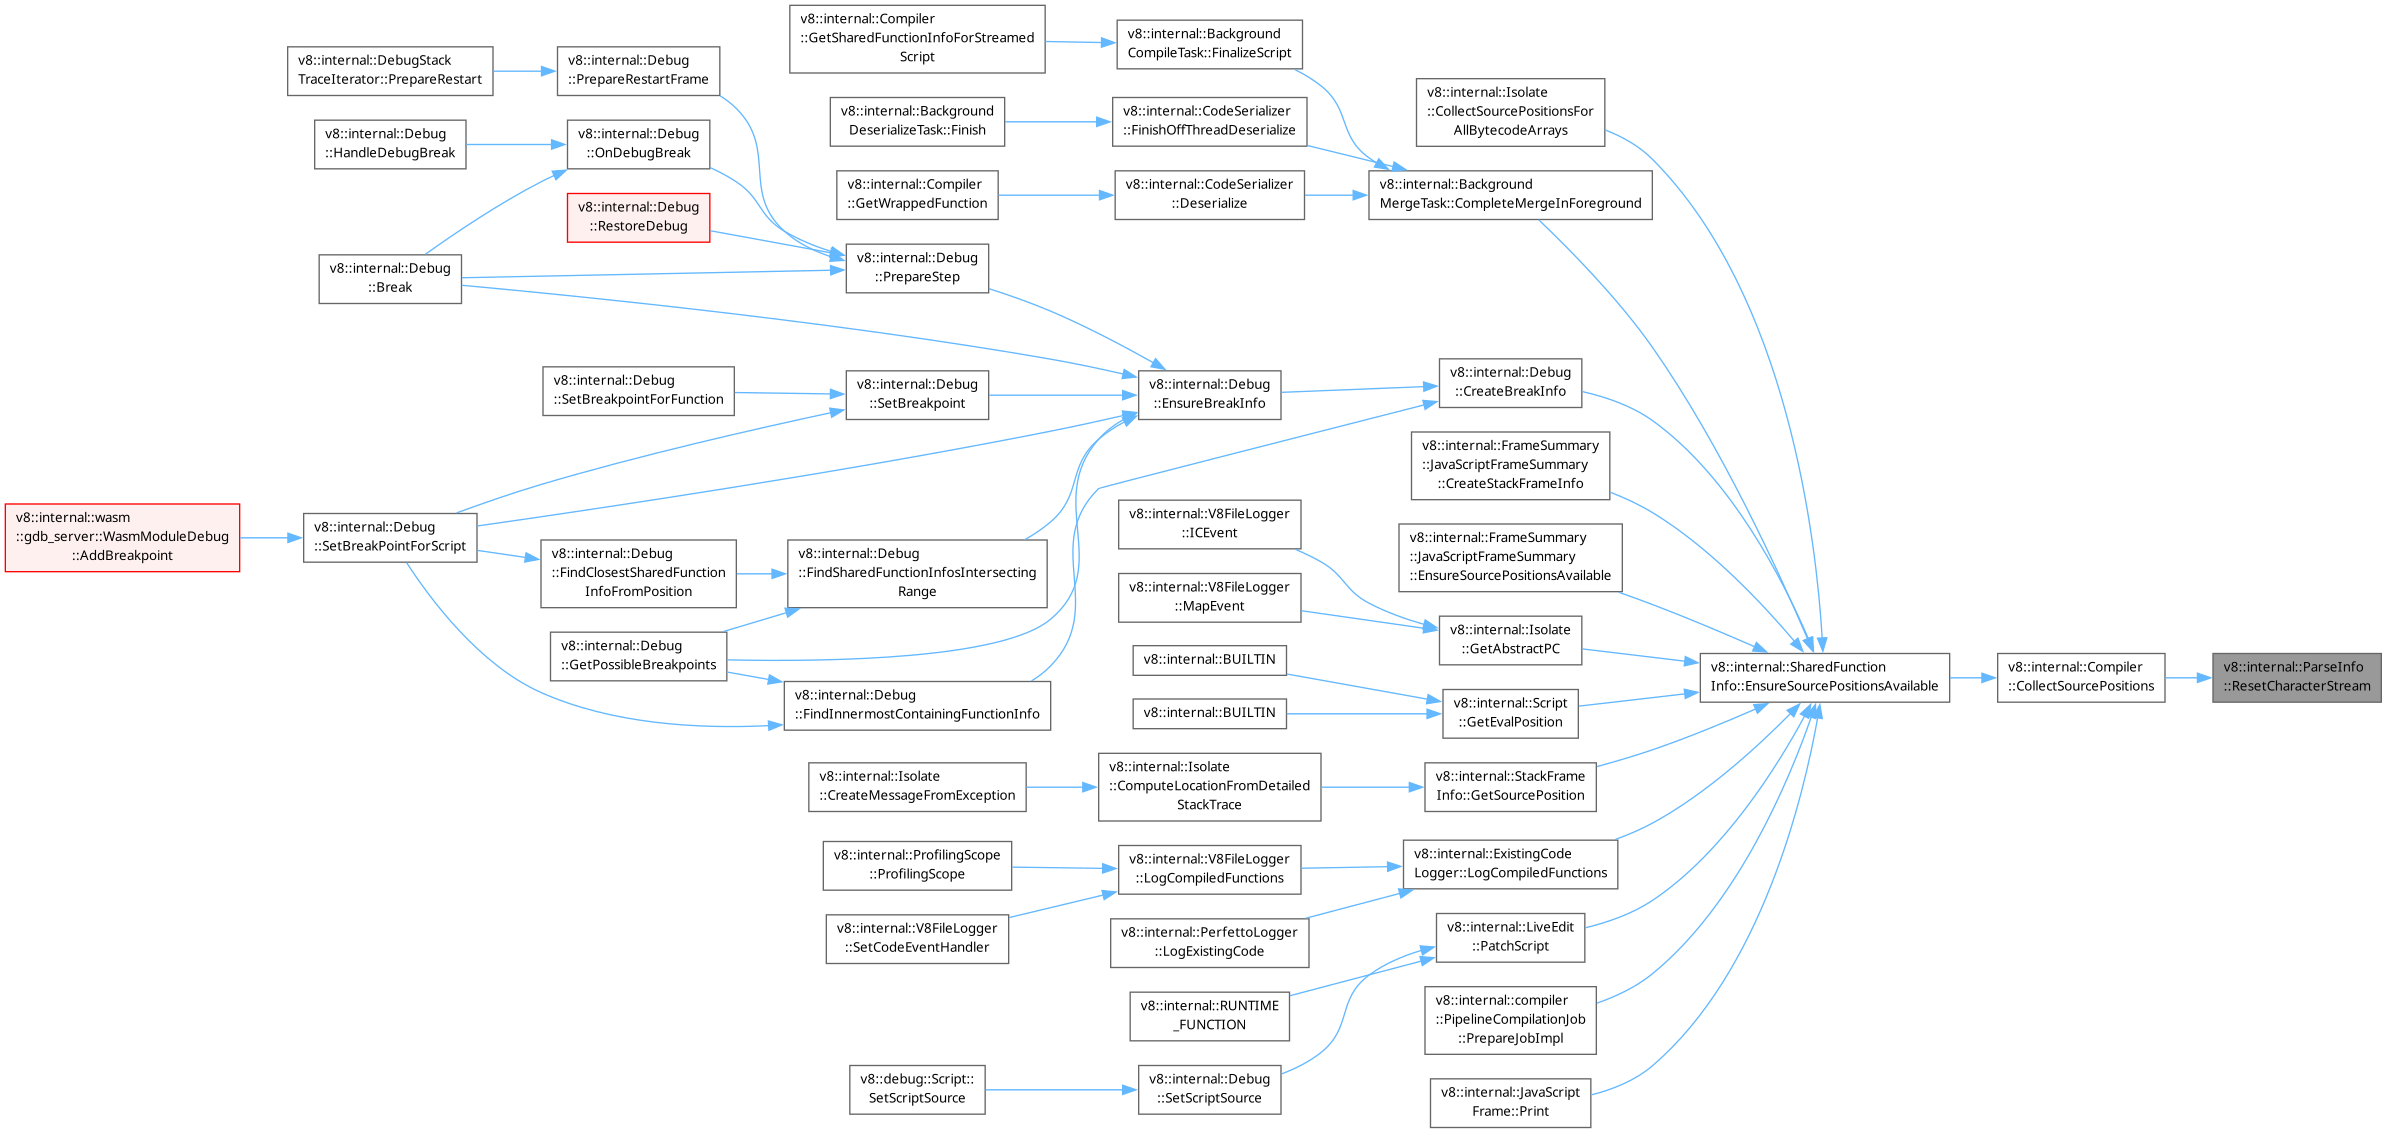 v8::internal::Compiler
::GetSharedFunctionInfoForStreamed
Script
v8::internal::Background
CompileTask::FinalizeScript
v8::internal::DebugStack
TraceIterator::PrepareRestart
v8::internal::Debug
::PrepareRestartFrame
v8::internal::Isolate
::CollectSourcePositionsFor
AllBytecodeArrays
v8::internal::Background
DeserializeTask::Finish
v8::internal::CodeSerializer
::FinishOffThreadDeserialize
v8::internal::Debug
::HandleDebugBreak
v8::internal::Debug
::OnDebugBreak
v8::internal::Compiler
::GetWrappedFunction
v8::internal::CodeSerializer
::Deserialize
v8::internal::Background
MergeTask::CompleteMergeInForeground
v8::internal::Debug
::RestoreDebug
v8::internal::Debug
::Break
v8::internal::Debug
::PrepareStep
v8::internal::Debug
::SetBreakpointForFunction
v8::internal::Debug
::SetBreakpoint
v8::internal::Debug
::EnsureBreakInfo
v8::internal::Debug
::CreateBreakInfo
v8::internal::FrameSummary
::JavaScriptFrameSummary
::CreateStackFrameInfo
v8::internal::wasm
::gdb_server::WasmModuleDebug
::AddBreakpoint
v8::internal::Debug
::SetBreakPointForScript
v8::internal::V8FileLogger
::ICEvent
v8::internal::FrameSummary
::JavaScriptFrameSummary
::EnsureSourcePositionsAvailable
v8::internal::Debug
::FindClosestSharedFunction
InfoFromPosition
v8::internal::Debug
::FindSharedFunctionInfosIntersecting
Range
v8::internal::V8FileLogger
::MapEvent
v8::internal::Isolate
::GetAbstractPC
v8::internal::Debug
::GetPossibleBreakpoints
v8::internal::BUILTIN
v8::internal::SharedFunction
Info::EnsureSourcePositionsAvailable
v8::internal::Compiler
::CollectSourcePositions
v8::internal::ParseInfo
::ResetCharacterStream
v8::internal::Debug
::FindInnermostContainingFunctionInfo
v8::internal::BUILTIN
v8::internal::Script
::GetEvalPosition
v8::internal::Isolate
::CreateMessageFromException
v8::internal::Isolate
::ComputeLocationFromDetailed
StackTrace
v8::internal::StackFrame
Info::GetSourcePosition
v8::internal::ProfilingScope
::ProfilingScope
v8::internal::V8FileLogger
::LogCompiledFunctions
v8::internal::ExistingCode
Logger::LogCompiledFunctions
v8::internal::V8FileLogger
::SetCodeEventHandler
v8::internal::PerfettoLogger
::LogExistingCode
v8::internal::LiveEdit
::PatchScript
v8::internal::RUNTIME
_FUNCTION
v8::internal::compiler
::PipelineCompilationJob
::PrepareJobImpl
v8::debug::Script::
SetScriptSource
v8::internal::Debug
::SetScriptSource
v8::internal::JavaScript
Frame::Print